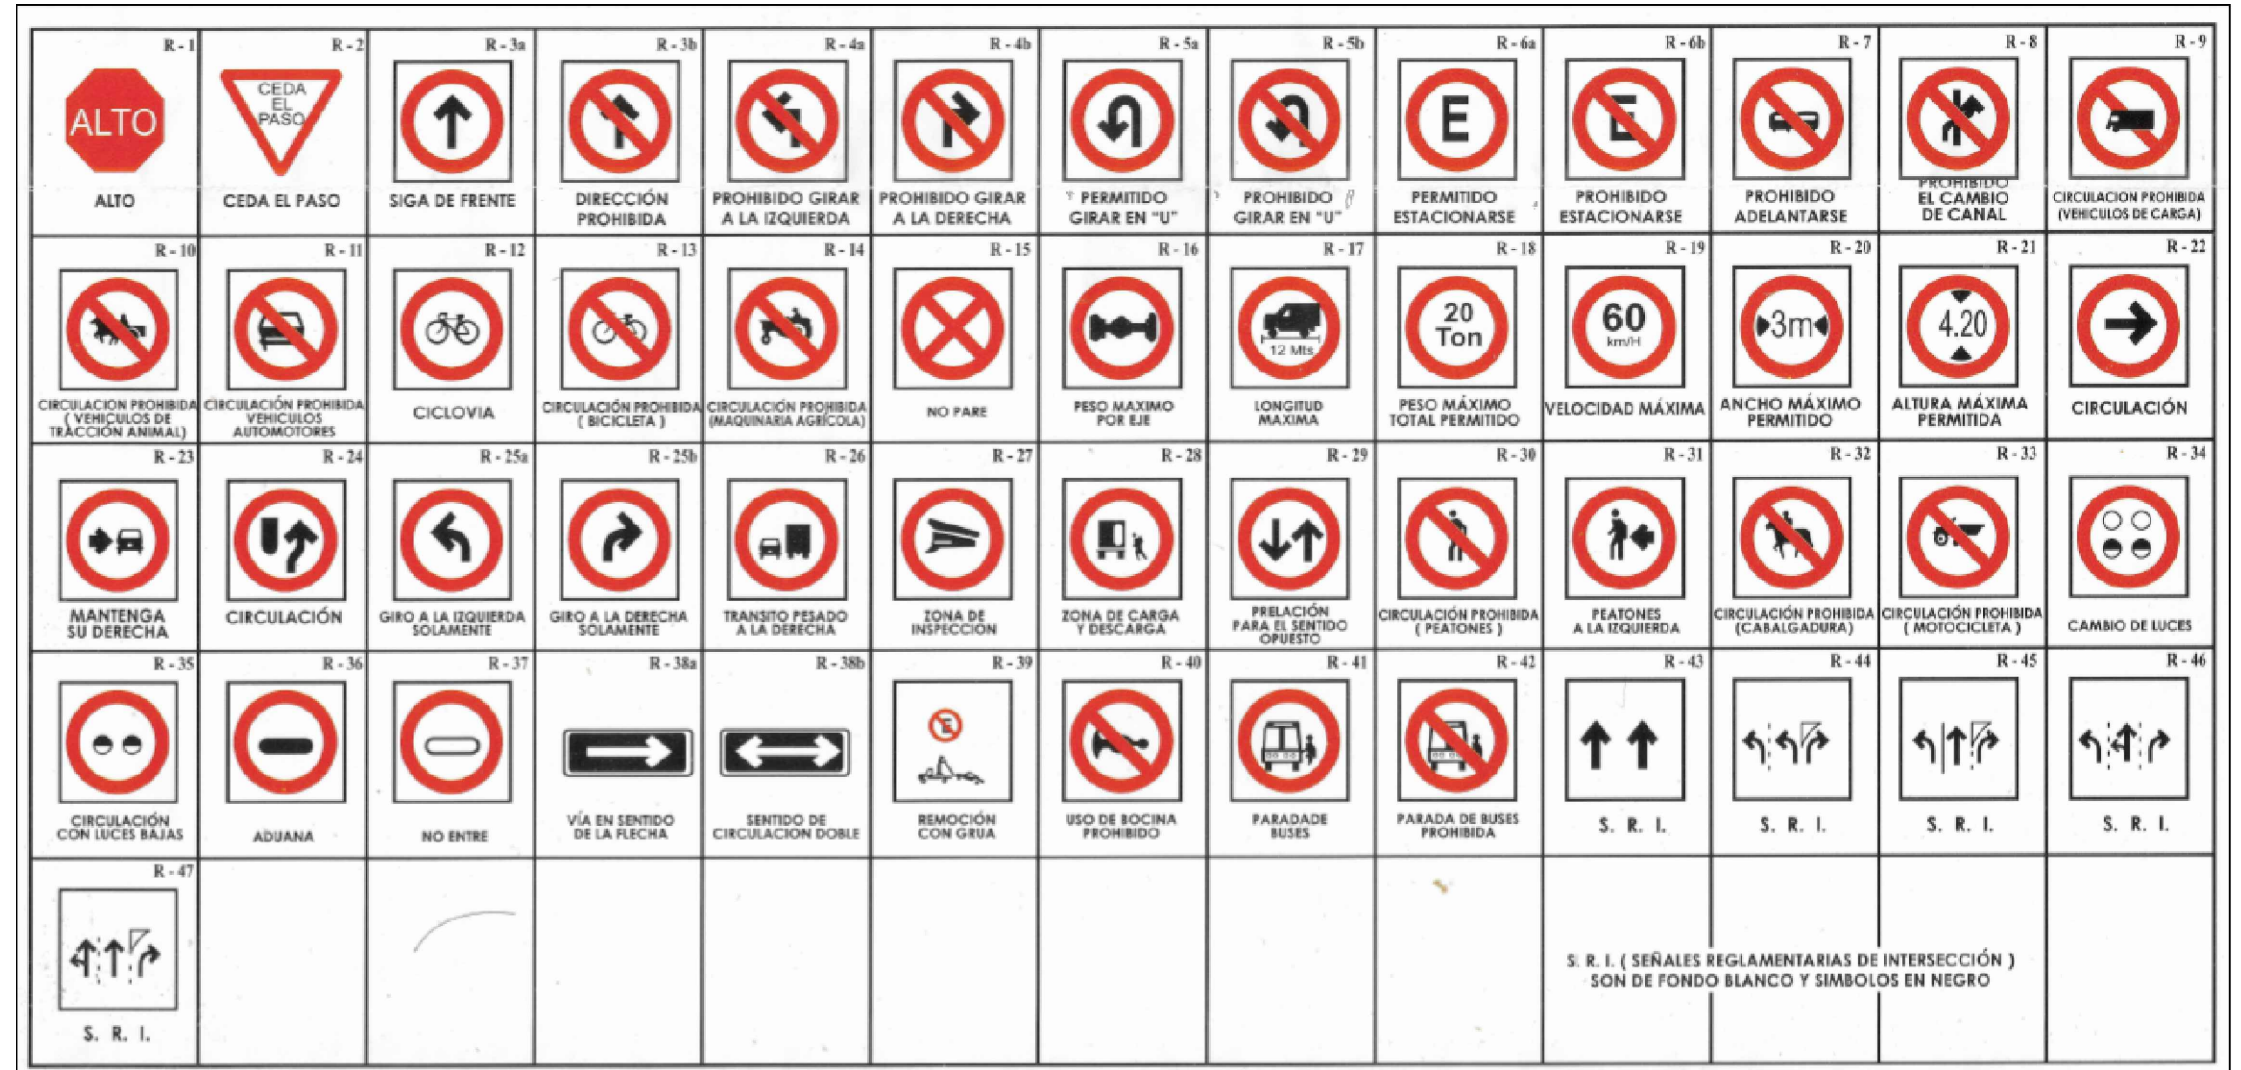 R - 1
ALTO
ALTO
R - 2
CEDA
EL
PASO
CEDA EL PASO
R - 3a
SIGA DE FRENTE
R - 3b
DIRECCIÓN
PROHIBIDA
R - 4a
PROHIBIDO GIRAR
A LA IZQUIERDA
R - 4b
PROHIBIDO GIRAR
A LA DERECHA
R - 5a
PERMITIDO
GIRAR EN "U"
R - 5b
PROHIBIDO
GIRAR EN "U"
R - 6a
E
PERMITIDO
ESTACIONARSE
R - 6b
E
PROHIBIDO
ESTACIONARSE
R - 7
PROHIBIDO
ADELANTARSE
R - 8
PROHIBIDO
EL CAMBIO
DE CANAL
R - 9
CIRCULACION PROHIBIDA
(VEHICULOS DE CARGA)
R - 10
CIRCULACION PROHIBIDA
( VEHICULOS DE
TRACCIÓN ANIMAL)
R - 11
CIRCULACIÓN PROHIBIDA
VEHICULOS
AUTOMOTORES
R - 12
CICLOVIA
R - 13
CIRCULACIÓN PROHIBIDA
( BICICLETA )
R - 14
CIRCULACIÓN PROHIBIDA
(MAQUINARIA AGRÍCOLA)
R - 15
NO PARE
R - 16
PESO MAXIMO
POR EJE
R - 17
12 Mts
LONGITUD
MAXIMA
R - 18
20
Ton
PESO MÁXIMO
TOTAL PERMITIDO
R - 19
60
km/H
VELOCIDAD MÁXIMA
R - 20
3m
ANCHO MÁXIMO
PERMITIDO
R - 21
4.20
ALTURA MÁXIMA
PERMITIDA
R - 22
CIRCULACIÓN
R - 23
MANTENGA
SU DERECHA
R - 24
CIRCULACIÓN
R - 25a
GIRO A LA IZQUIERDA
SOLAMENTE
R - 25b
GIRO A LA DERECHA
SOLAMENTE
R - 26
TRANSITO PESADO
A LA DERECHA
R - 27
ZONA DE
INSPECCIÓN
R - 28
ZONA DE CARGA
Y DESCARGA
R - 29
PRELACIÓN
PARA EL SENTIDO
OPUESTO
R - 30
CIRCULACIÓN PROHIBIDA
( PEATONES )
R - 31
PEATONES
A LA IZQUIERDA
R - 32
CIRCULACIÓN PROHIBIDA
(CABALGADURA)
R - 33
CIRCULACIÓN PROHIBIDA
( MOTOCICLETA )
R - 34
CAMBIO DE LUCES
R - 35
CIRCULACIÓN
CON LUCES BAJAS
R - 36
ADUANA
R - 37
NO ENTRE
R - 38a
VÍA EN SENTIDO
DE LA FLECHA
R - 38b
SENTIDO DE
CIRCULACION DOBLE
R - 39
E
REMOCIÓN
CON GRUA
R - 40
USO DE BOCINA
PROHIBIDO
R - 41
PARADADE
BUSES
R - 42
PARADA DE BUSES
PROHIBIDA
R - 43
S. R. I.
R - 44
S. R. I.
R - 45
S. R. I.
R - 46
S. R. I.
R - 47
S. R. I.
S. R. I. ( SEÑALES REGLAMENTARIAS DE INTERSECCIÓN )
SON DE FONDO BLANCO Y SIMBOLOS EN NEGRO